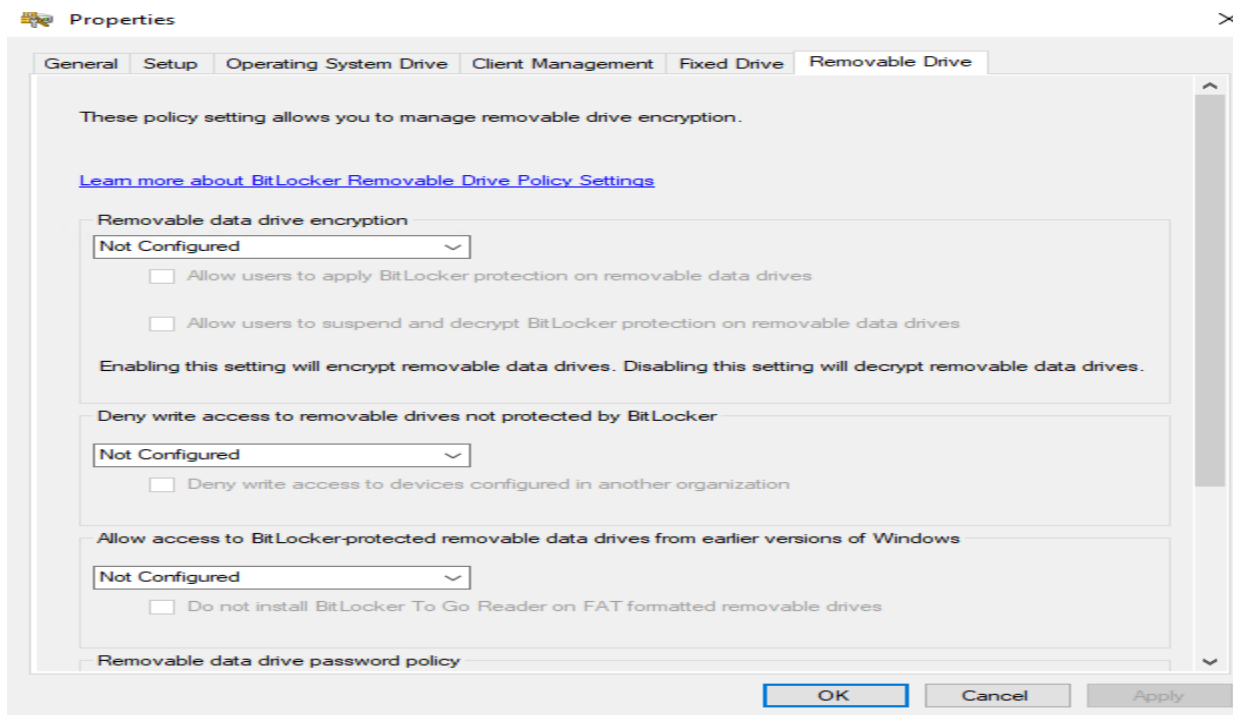 Properties
General Setup Operating System Drive Client Management Fixed Drive Removable Drive
These policy setting allows you to manage removable drive encryption.
Learn more about BitLocker Removable Drive Policy Settings
Removable data drive encryption
Not Configured
Allow users to apply BitLocker protection on removable data drives
Allow users to suspend and decrypt BitLocker protection on removable data drives
Enabling this setting will encrypt removable data drives. Disabling this setting will decrypt removable data drives.
Deny write access to removable drives not protected by BitLocker
Not Configured
Deny write access to devices configured in another organization
Allow access to BitLocker-protected removable data drives from earlier versions of Windows
Not Configured
Do not install BitLocker To Go Reader on FAT formatted removable drives
Removable data drive password policy
OK Cancel Apply